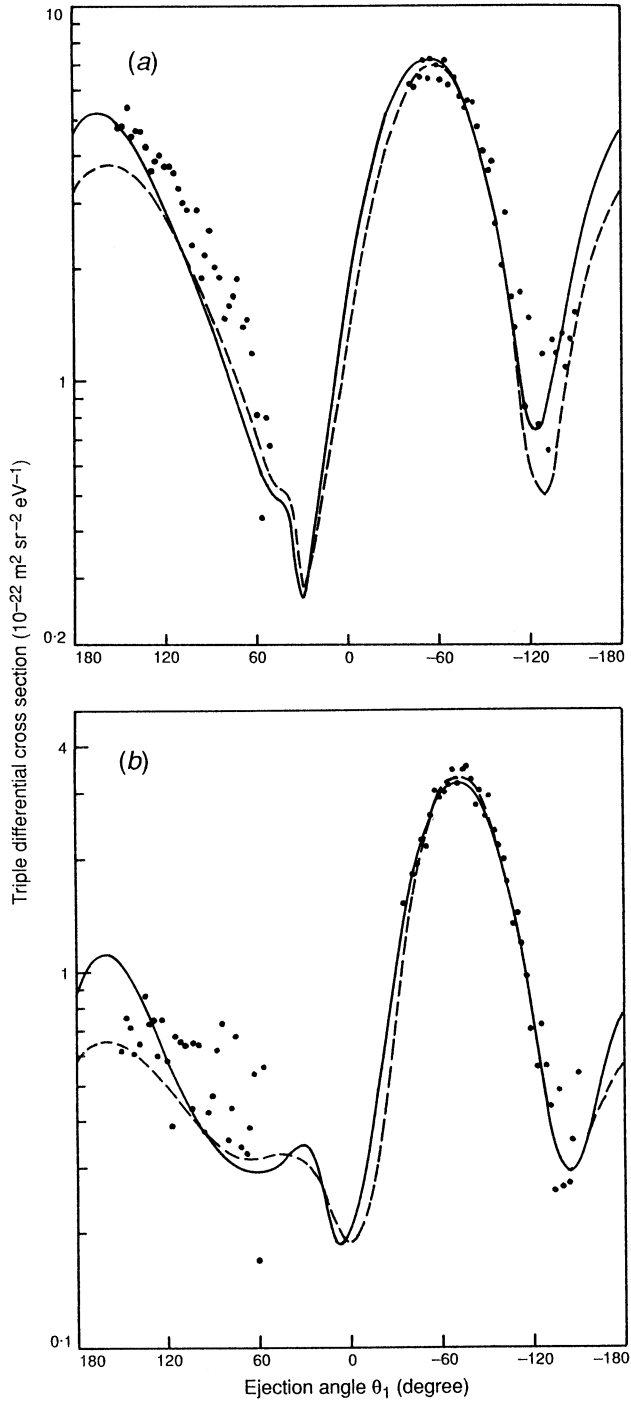 10
(a)
1
0·2
180 120 60 0 −60 −120 −180
Triple differential cross section (10⁻²² m² sr⁻² eV⁻¹)
4
(b)
1
0·1
180 120 60 0 −60 −120 −180
Ejection angle θ₁ (degree)